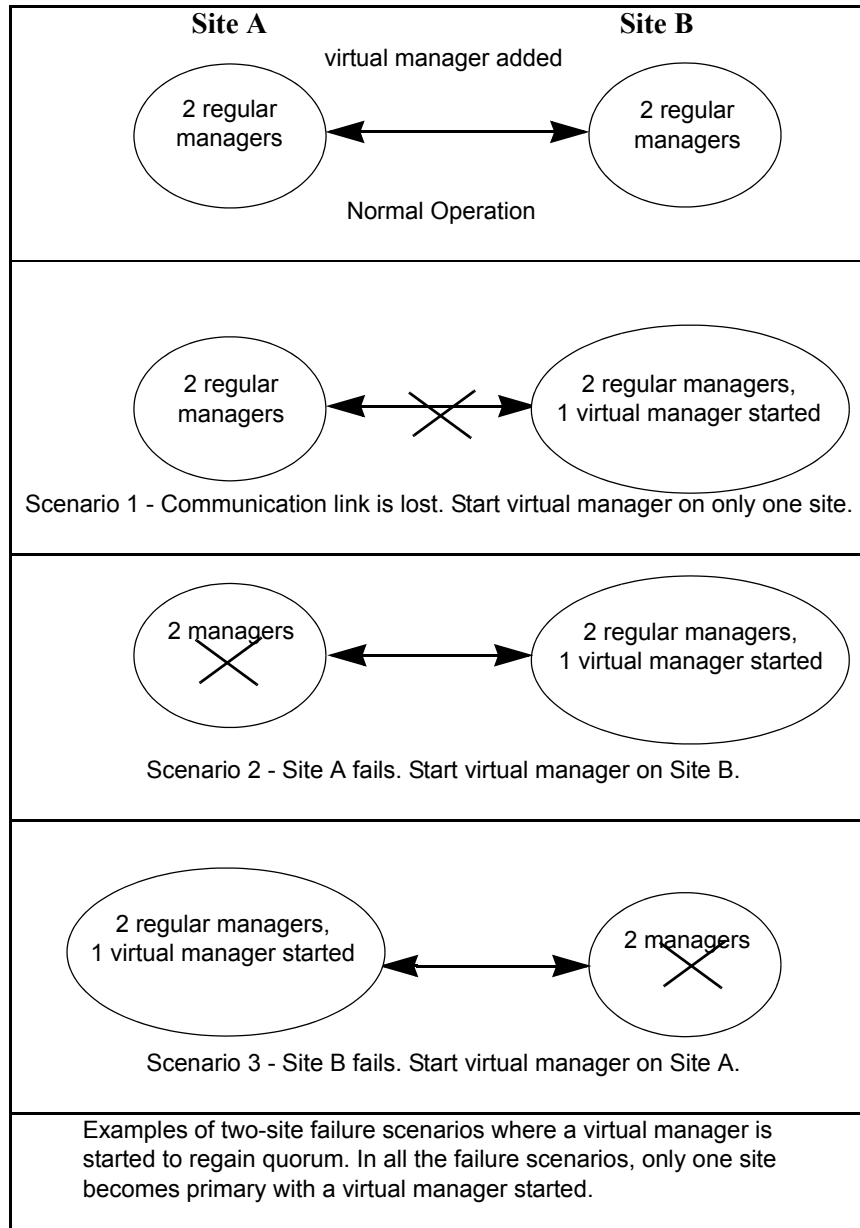 Site A
Site B
virtual manager added
2 regular
managers
2 regular
managers
Normal Operation
2 regular
managers
2 regular managers,
1 virtual manager started
Scenario 1 - Communication link is lost. Start virtual manager on only one site.
2 managers
2 regular managers,
1 virtual manager started
Scenario 2 - Site A fails. Start virtual manager on Site B.
2 regular managers,
1 virtual manager started
2 managers
Scenario 3 - Site B fails. Start virtual manager on Site A.
Examples of two-site failure scenarios where a virtual manager is
started to regain quorum. In all the failure scenarios, only one site
becomes primary with a virtual manager started.